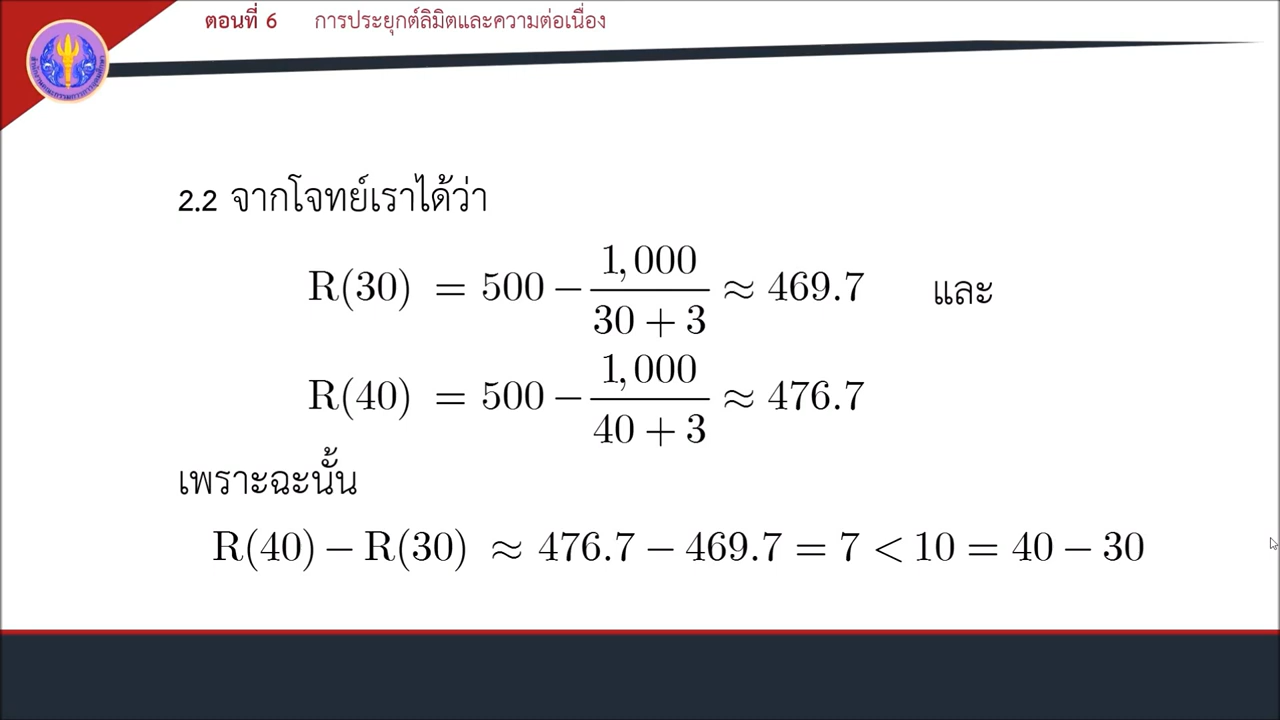 ตอนที่ 6 การประยุกต์ลิมิตและความต่อเนื่อง
2.2 จากโจทย์เราได้ว่า
R(30) = 500 − 1,000/(30 + 3) ≈ 469.7 และ
R(40) = 500 − 1,000/(40 + 3) ≈ 476.7
เพราะฉะนั้น
R(40) − R(30) ≈ 476.7 − 469.7 = 7 < 10 = 40 − 30